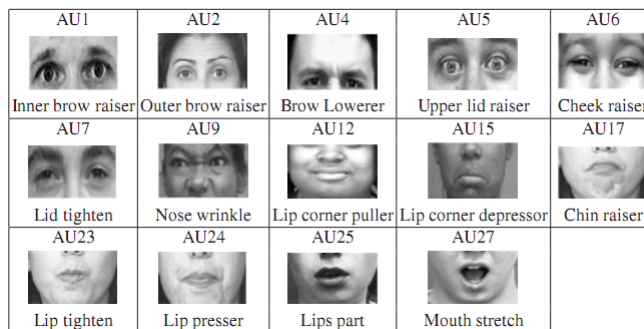 AU1 AU2 AU4 AU5 AU6
Inner brow raiser Outer brow raiser Brow Lowerer Upper lid raiser Cheek raiser
AU7 AU9 AU12 AU15 AU17
Lid tighten Nose wrinkle Lip corner puller Lip corner depressor Chin raiser
AU23 AU24 AU25 AU27
Lip tighten Lip presser Lips part Mouth stretch